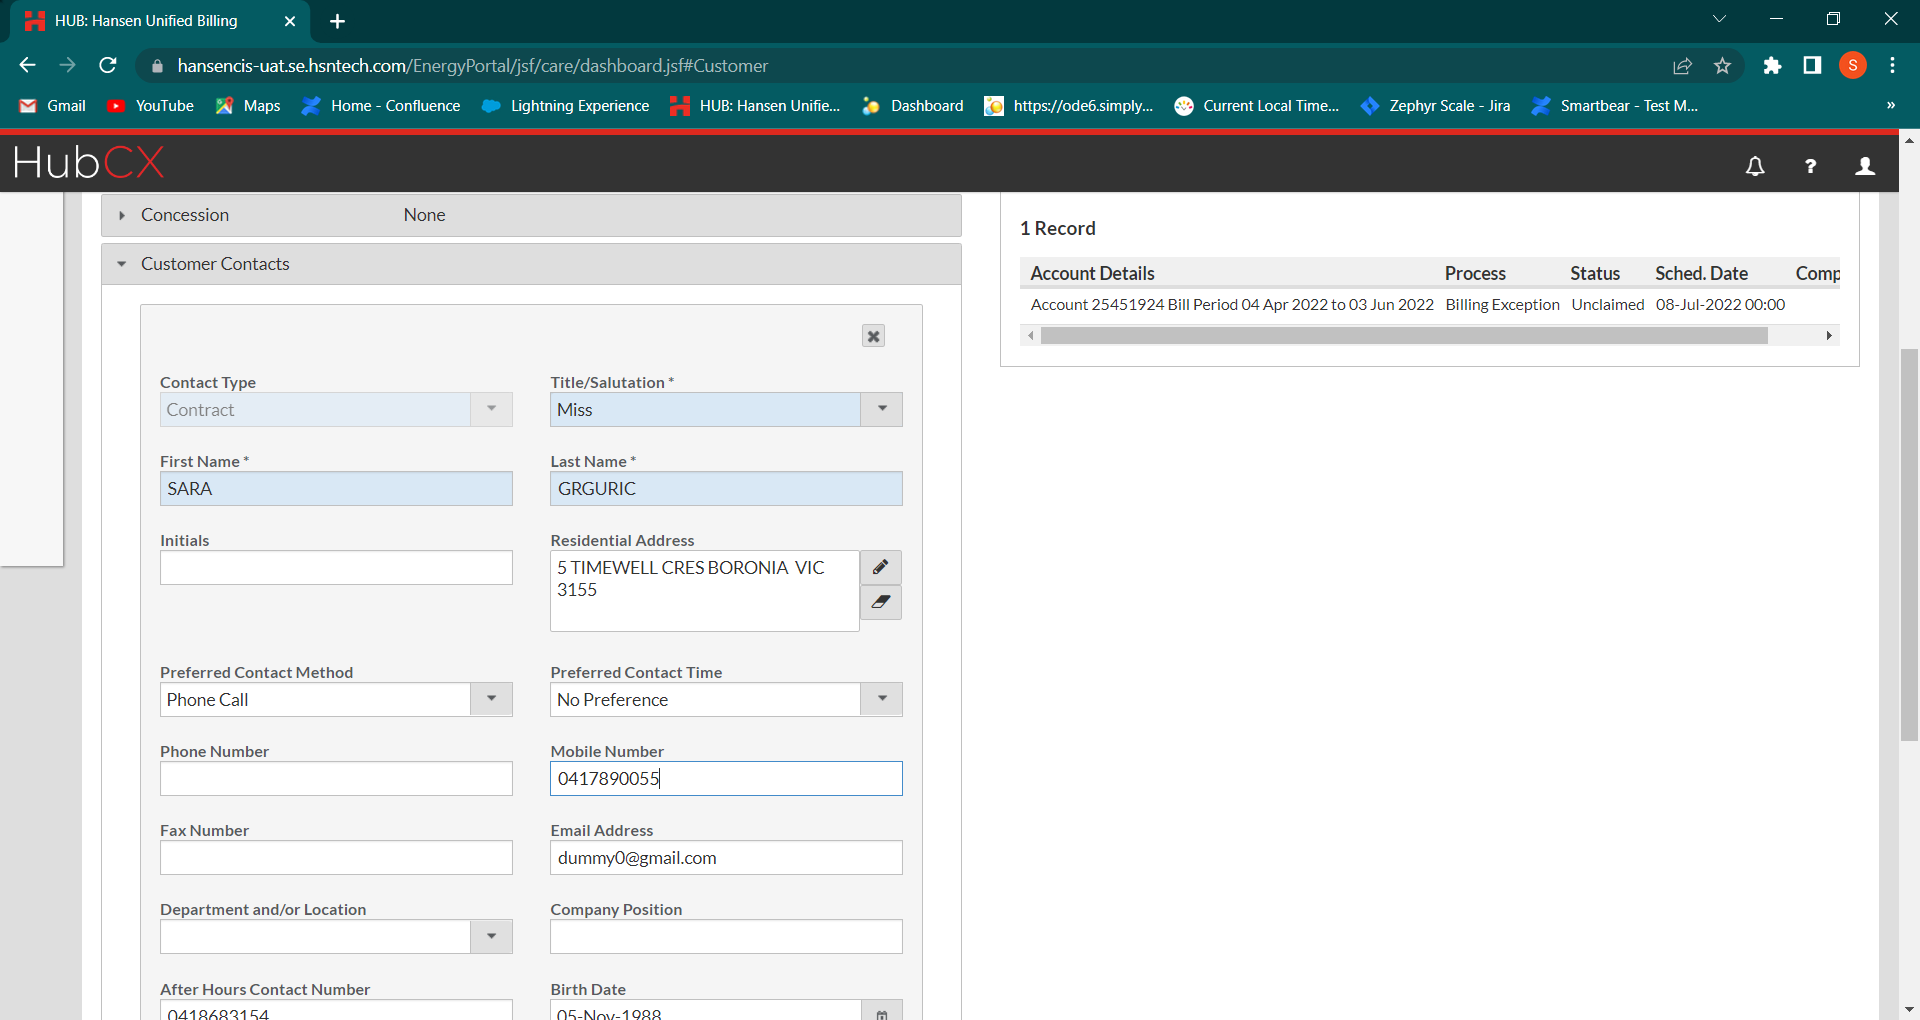 HUB: Hansen Unified Billing
hansencis-uat.se.hsntech.com/EnergyPortal/jsf/care/dashboard.jsf#Customer
S
Gmail YouTube Maps Home - Confluence Lightning Experience HUB: Hansen Unifie... Dashboard https://ode6.simply... Current Local Time... Zephyr Scale - Jira Smartbear - Test M... »
HubCX
?
Concession None
Customer Contacts
Contact Type
Contract
Title/Salutation *
Miss
First Name *
SARA
Last Name *
GRGURIC
Initials
Residential Address
5 TIMEWELL CRES BORONIA VIC
3155
Preferred Contact Method
Phone Call
Preferred Contact Time
No Preference
Phone Number
Mobile Number
0417890055
Fax Number
Email Address
dummy0@gmail.com
Department and/or Location
Company Position
After Hours Contact Number
0418683154
Birth Date
05-Nov-1988
1 Record
Account Details Process Status Sched. Date Comp
Account 25451924 Bill Period 04 Apr 2022 to 03 Jun 2022 Billing Exception Unclaimed 08-Jul-2022 00:00